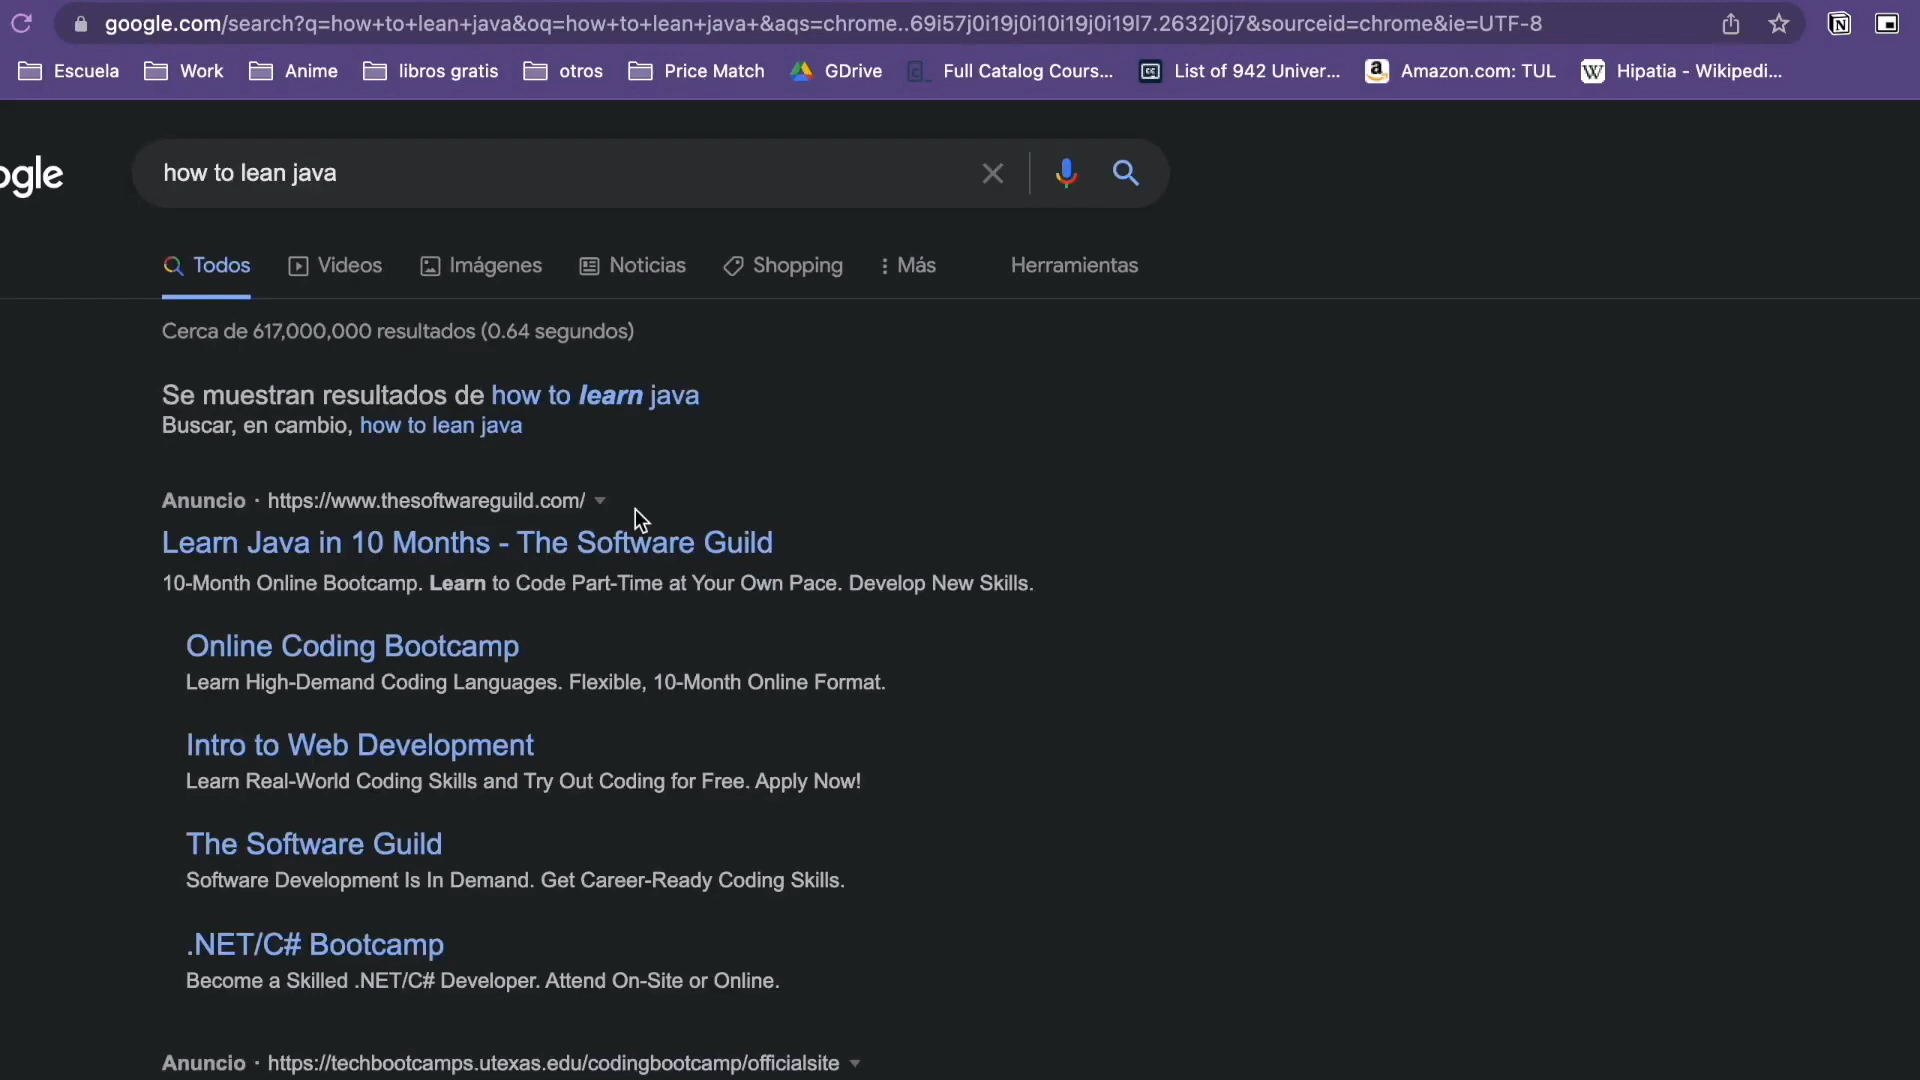 google.com/search?q=how+to+lean+java&oq=how+to+lean+java+&aqs=chrome..69i57j0i19j0i10i19j0i19l7.2632j0j7&sourceid=chrome&ie=UTF-8
Escuela Work Anime libros gratis otros Price Match GDrive Full Catalog Cours... List of 942 Univer... Amazon.com: TUL Hipatia - Wikipedi...
ogle how to lean java
Todos Videos Imágenes Noticias Shopping Más Herramientas
Cerca de 617,000,000 resultados (0.64 segundos)
Se muestran resultados de how to learn java
Buscar, en cambio, how to lean java
Anuncio · https://www.thesoftwareguild.com/
Learn Java in 10 Months - The Software Guild
10-Month Online Bootcamp. Learn to Code Part-Time at Your Own Pace. Develop New Skills.
Online Coding Bootcamp
Learn High-Demand Coding Languages. Flexible, 10-Month Online Format.
Intro to Web Development
Learn Real-World Coding Skills and Try Out Coding for Free. Apply Now!
The Software Guild
Software Development Is In Demand. Get Career-Ready Coding Skills.
.NET/C# Bootcamp
Become a Skilled .NET/C# Developer. Attend On-Site or Online.
Anuncio · https://techbootcamps.utexas.edu/codingbootcamp/officialsite